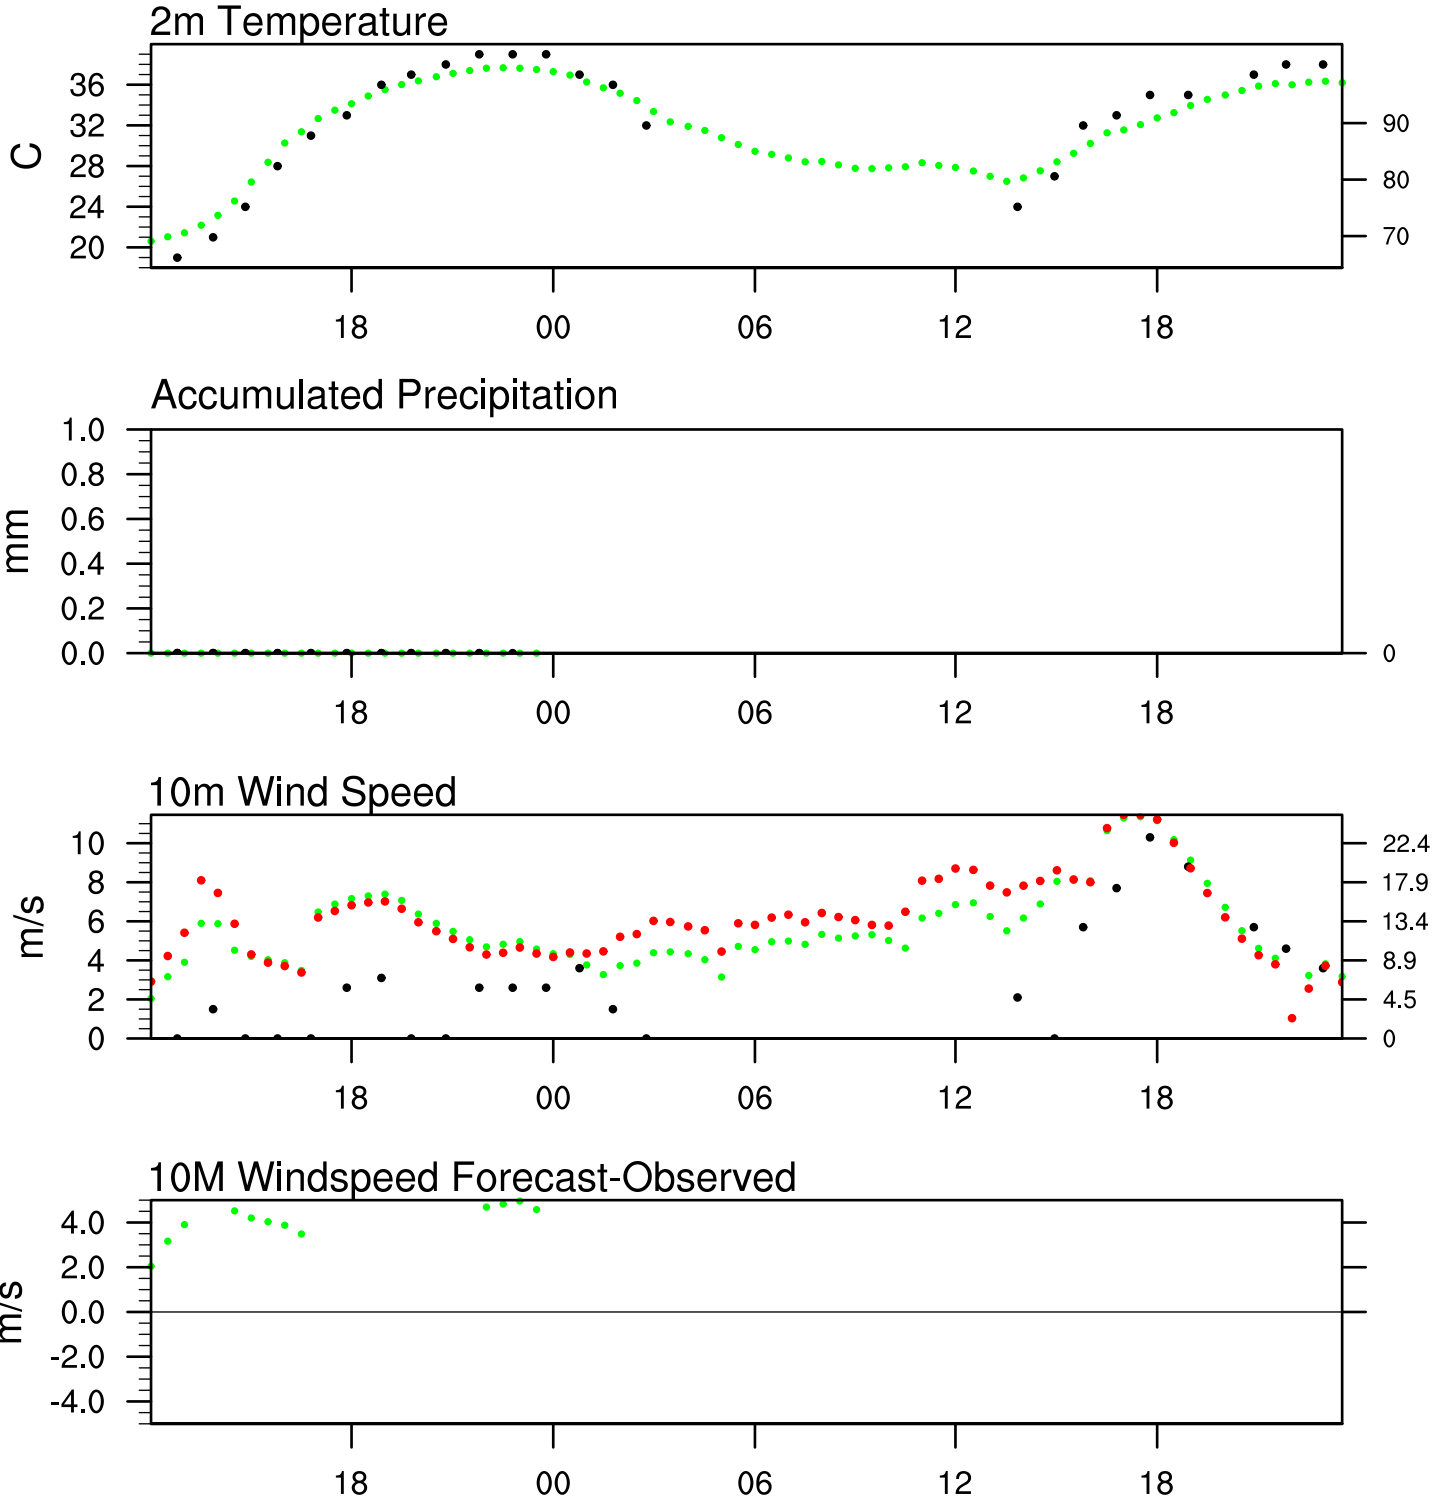 2m Temperature
C
36
32
28
24
20
90
80
70
18 00 06 12 18
Accumulated Precipitation
mm
1.0
0.8
0.6
0.4
0.2
0.0
0
18 00 06 12 18
10m Wind Speed
m/s
10
8
6
4
2
0
22.4
17.9
13.4
8.9
4.5
0
18 00 06 12 18
10M Windspeed Forecast-Observed
m/s
4.0
2.0
0.0
-2.0
-4.0
18 00 06 12 18